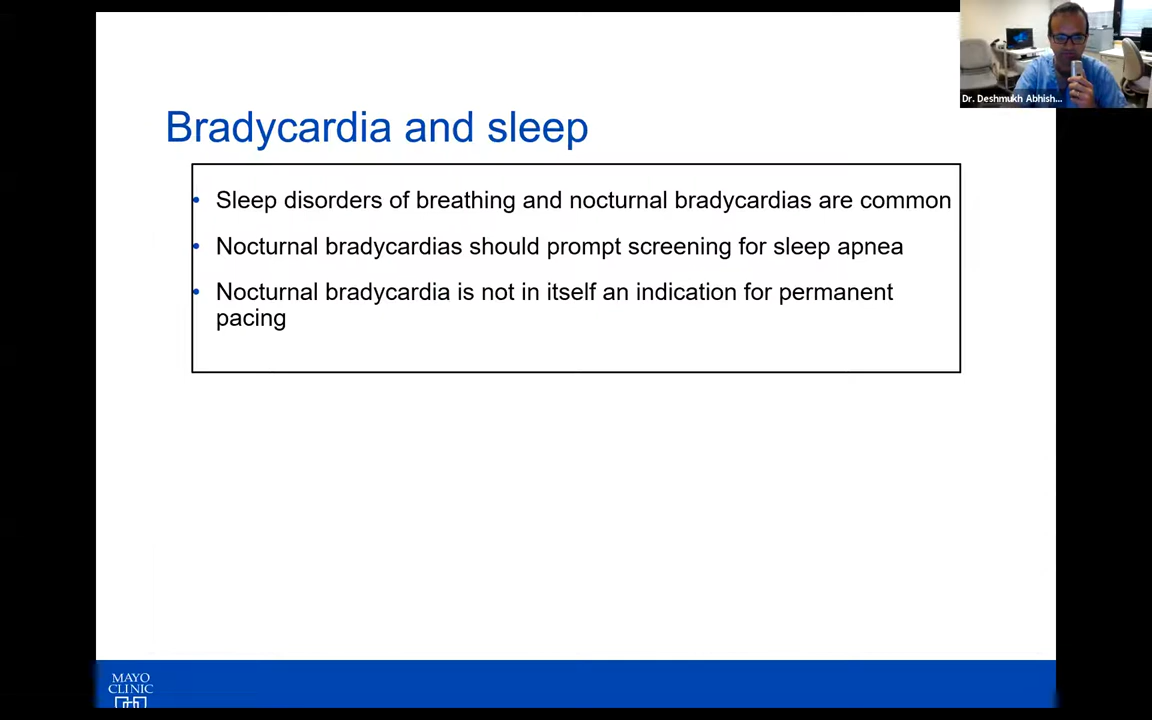 Dr. Deshmukh Abhish...
Bradycardia and sleep
• Sleep disorders of breathing and nocturnal bradycardias are common
• Nocturnal bradycardias should prompt screening for sleep apnea
• Nocturnal bradycardia is not in itself an indication for permanent
pacing
MAYO
CLINIC